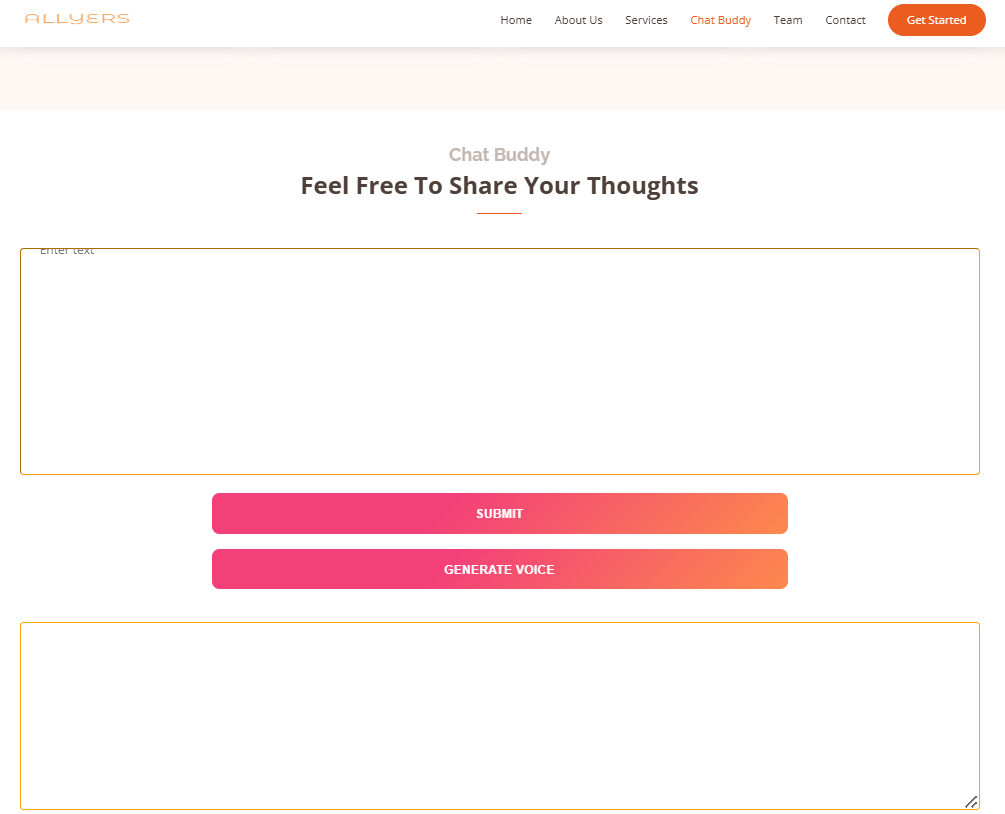 ALLYERS
Home About Us Services Chat Buddy Team Contact Get Started
Chat Buddy
Feel Free To Share Your Thoughts
Enter text
SUBMIT
GENERATE VOICE